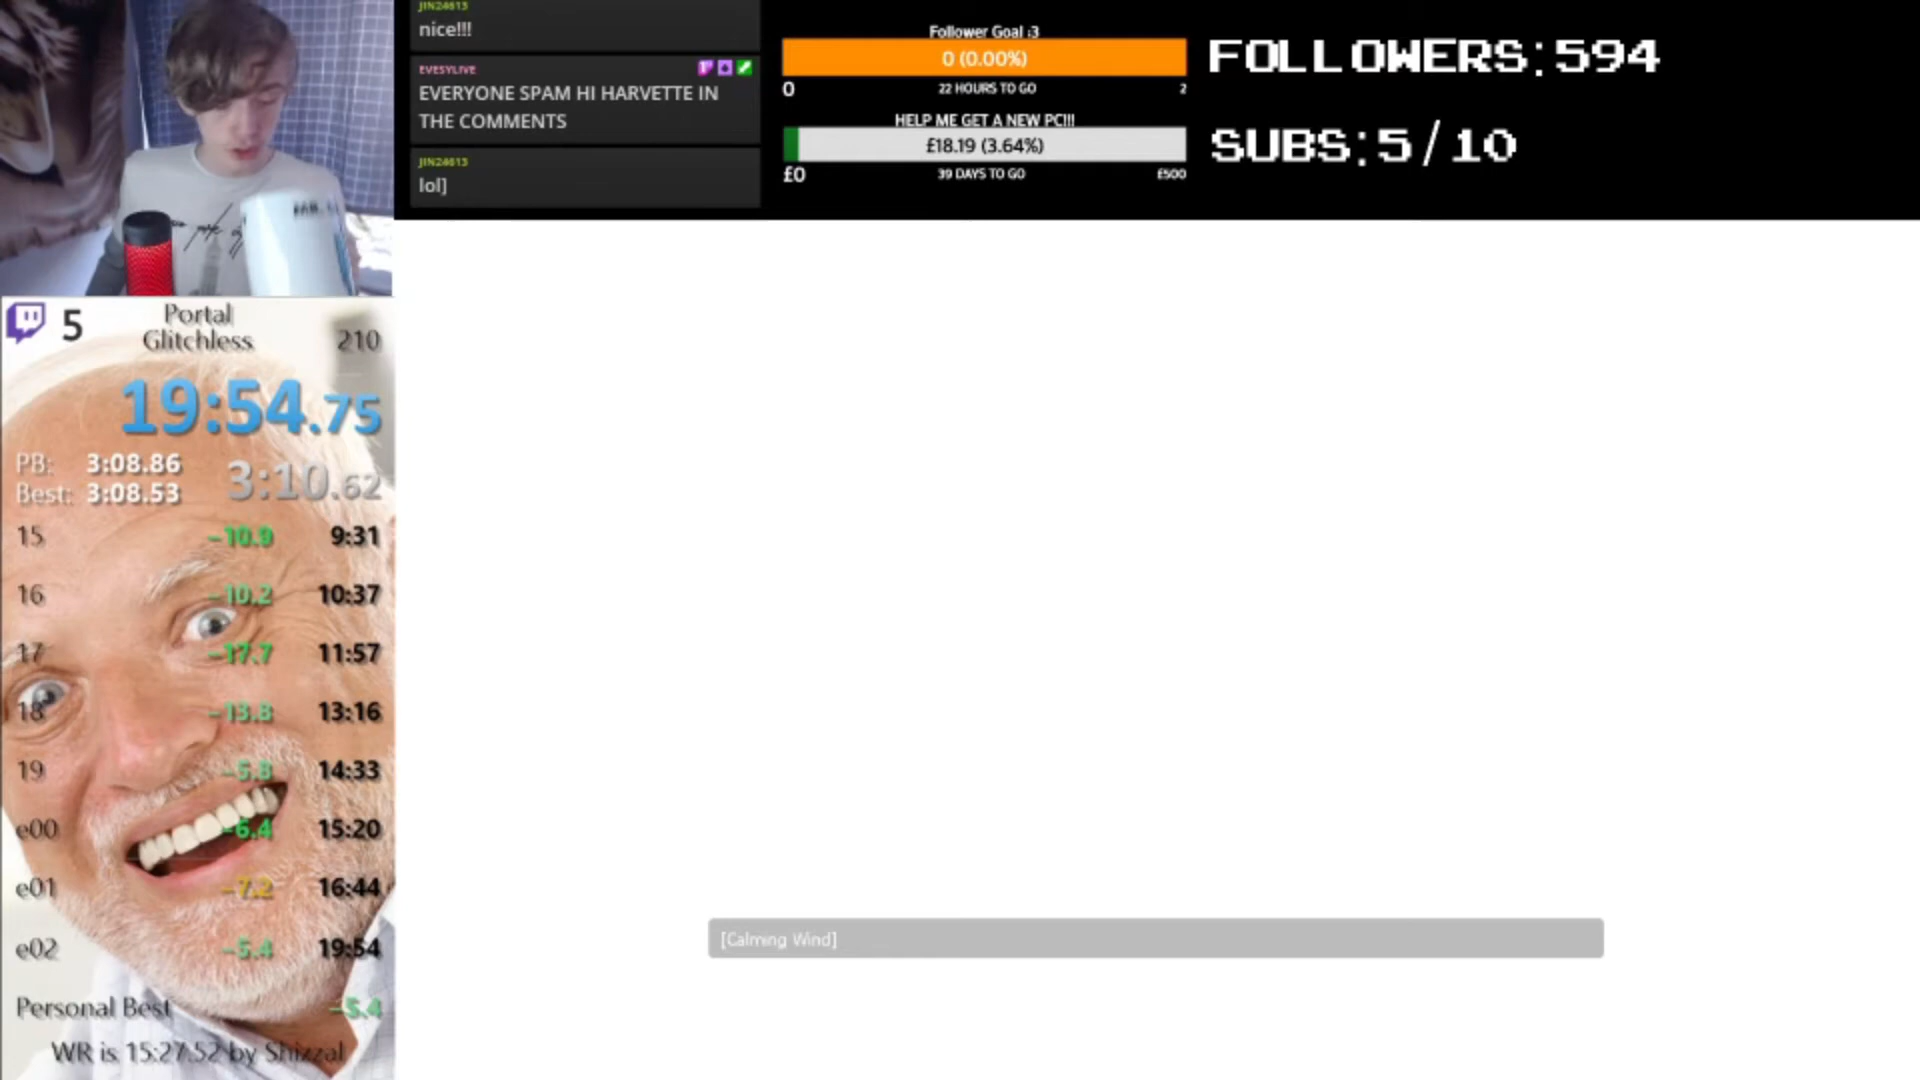 JIN24613
nice!!!
EVESYLIVE
EVERYONE SPAM HI HARVETTE IN
THE COMMENTS
JIN24613
lol]
Follower Goal :3
0 (0.00%)
0 22 HOURS TO GO 2
HELP ME GET A NEW PC!!!
£18.19 (3.64%)
£0 39 DAYS TO GO £500
FOLLOWERS:594
SUBS:5/10
5 Portal
Glitchless 210
19:54.75
PB: 3:08.86
Best: 3:08.53
3:10.62
15 -10.9 9:31
16 -10.2 10:37
17 -17.7 11:57
18 -13.8 13:16
19 -5.8 14:33
e00 -6.4 15:20
e01 -7.2 16:44
e02 -5.4 19:54
Personal Best -5.4
WR is 15:27.52 by Shizzal
[Calming Wind]